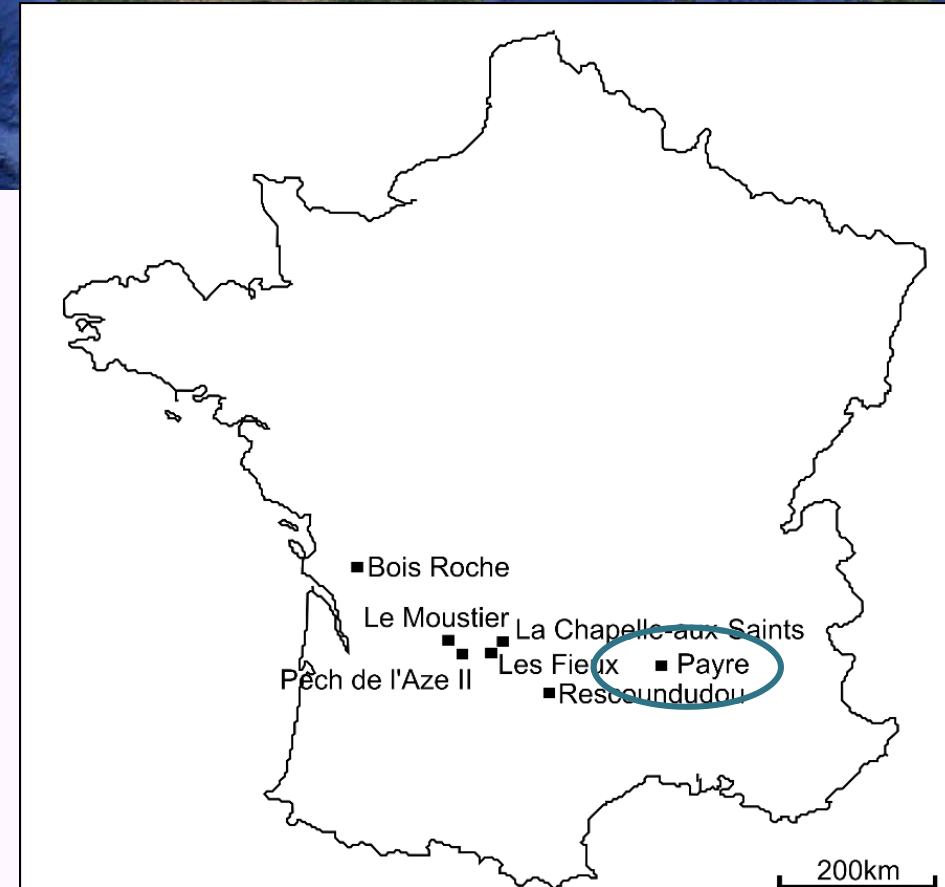 Bois Roche
Le Moustier
La Chapelle-aux-Saints
Les Fieux
Payre
Pech de l'Aze II
Rescoundudou
200km